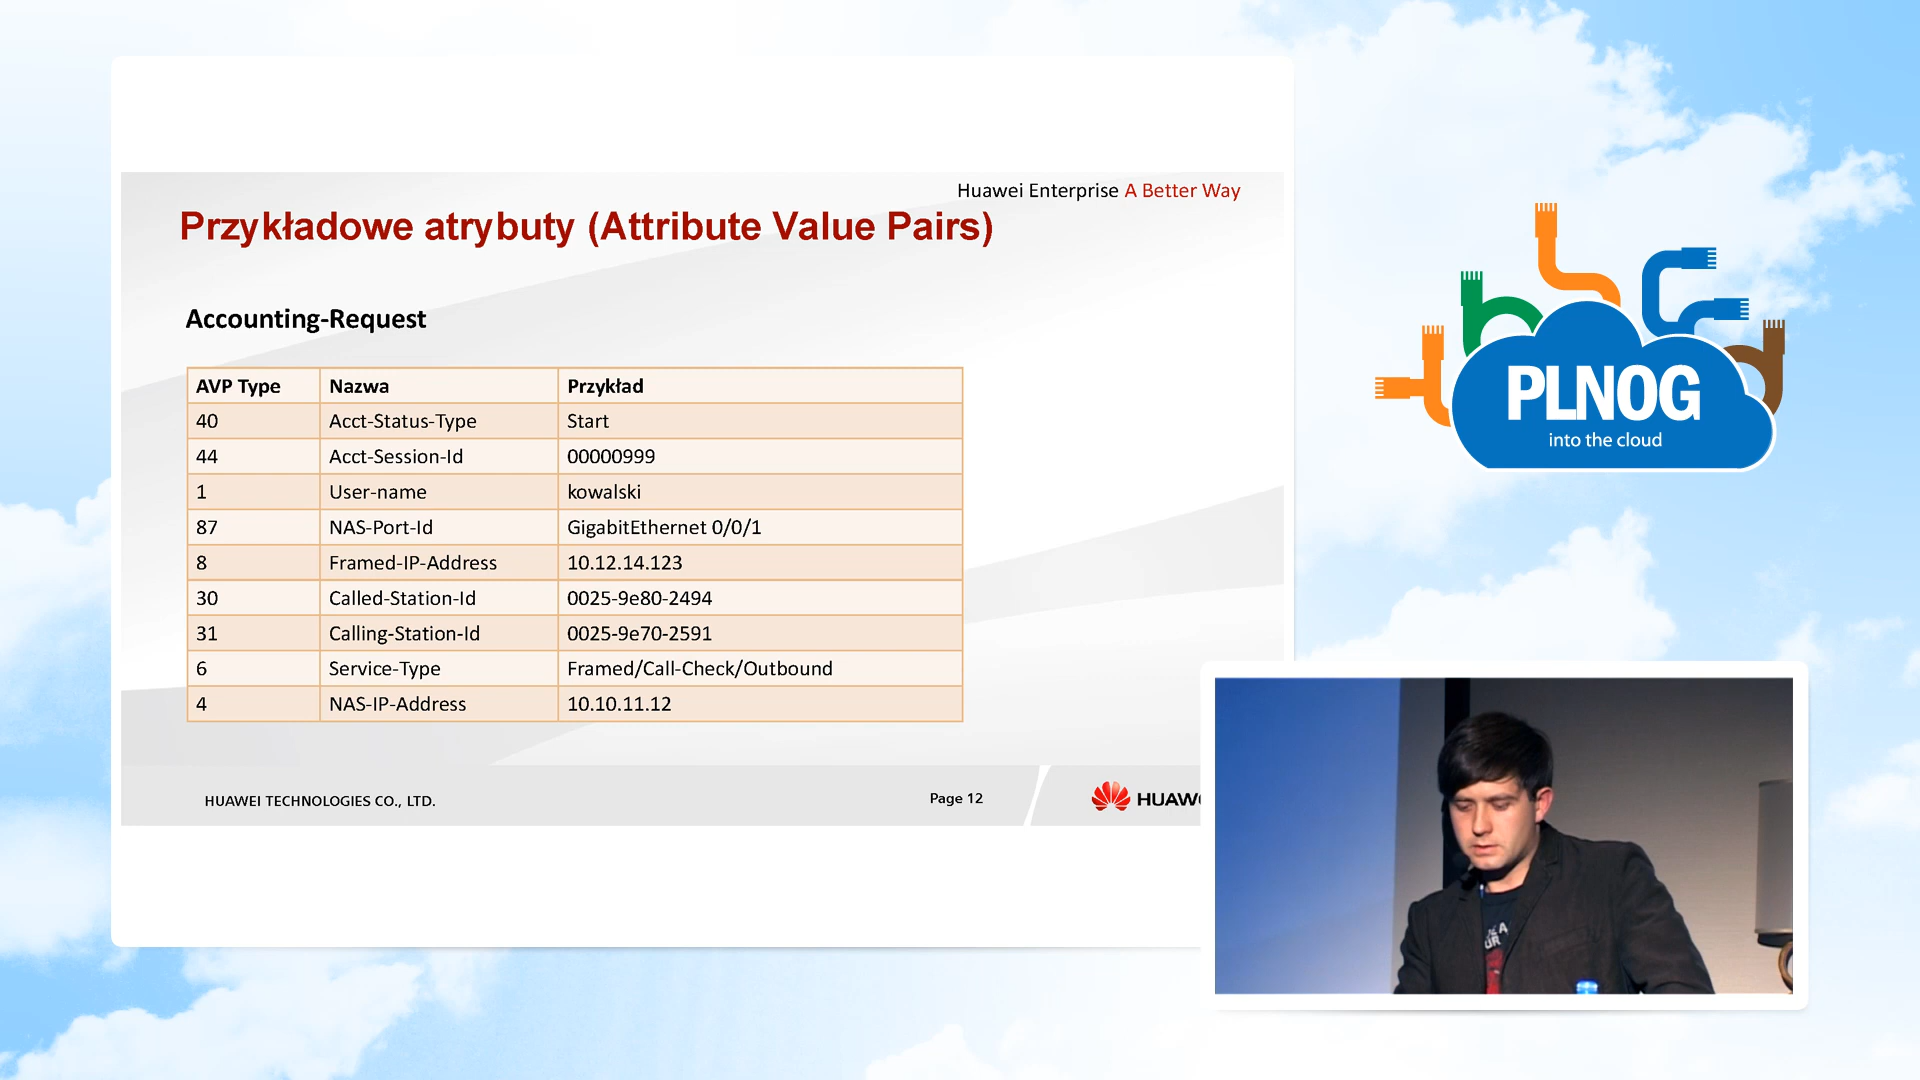 Huawei Enterprise A Better Way
Przykładowe atrybuty (Attribute Value Pairs)
Accounting-Request
AVP Type Nazwa Przykład
40 Acct-Status-Type Start
44 Acct-Session-Id 00000999
1 User-name kowalski
87 NAS-Port-Id GigabitEthernet 0/0/1
8 Framed-IP-Address 10.12.14.123
30 Called-Station-Id 0025-9e80-2494
31 Calling-Station-Id 0025-9e70-2591
6 Service-Type Framed/Call-Check/Outbound
4 NAS-IP-Address 10.10.11.12
HUAWEI TECHNOLOGIES CO., LTD.
Page 12
PLNOG
into the cloud